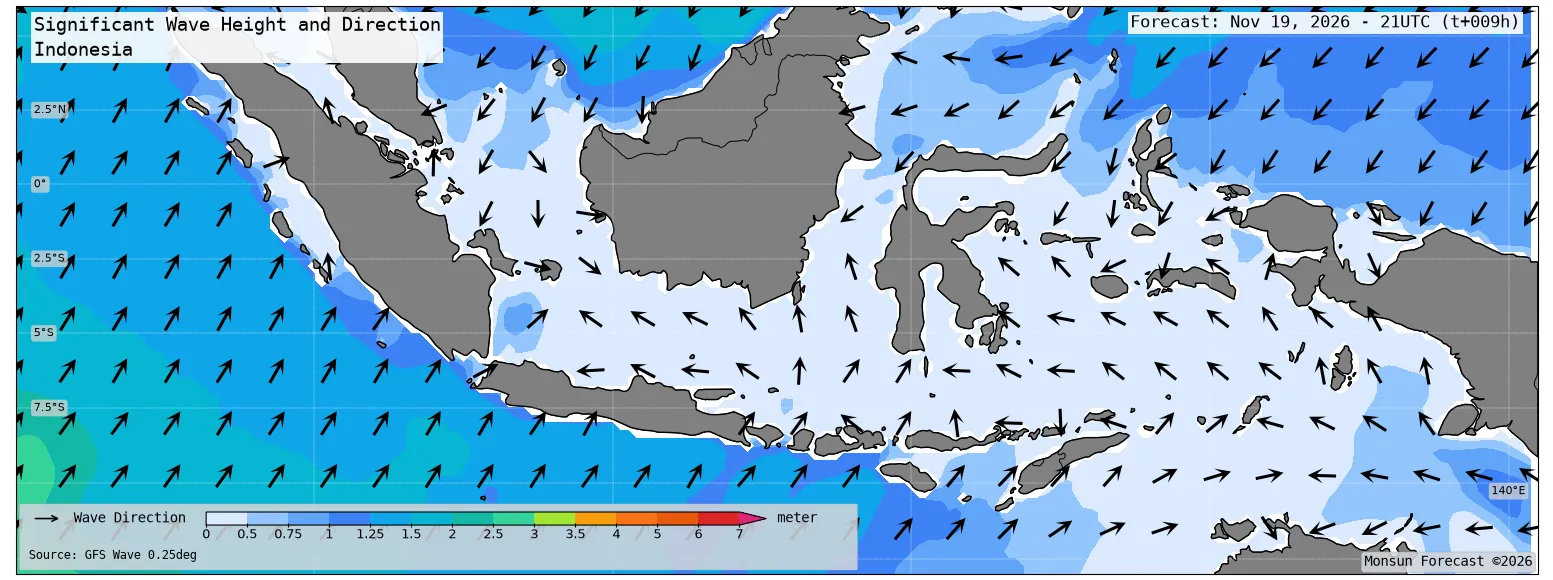 Significant Wave Height and Direction
Indonesia
Forecast: Nov 19, 2026 - 21UTC (t+009h)
2.5°N
0°
2.5°S
5°S
7.5°S
140°E
Wave Direction
0 0.5 0.75 1 1.25 1.5 2 2.5 3 3.5 4 5 6 7
meter
Source: GFS Wave 0.25deg
Monsun Forecast ©2026